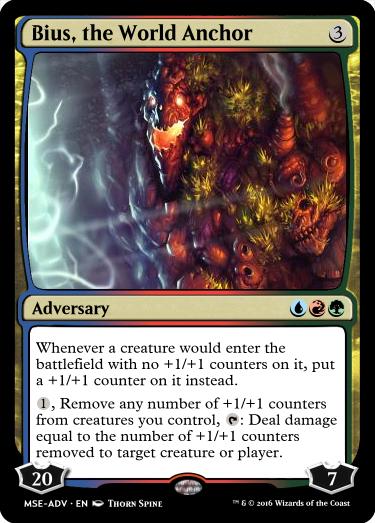 Bius, the World Anchor 3
Adversary
Whenever a creature would enter the
battlefield with no +1/+1 counters on it, put
a +1/+1 counter on it instead.
1, Remove any number of +1/+1 counters
from creatures you control, : Deal damage
equal to the number of +1/+1 counters
removed to target creature or player.
20
7
MSE-ADV • EN Thorn Spine
™ & © 2016 Wizards of the Coast